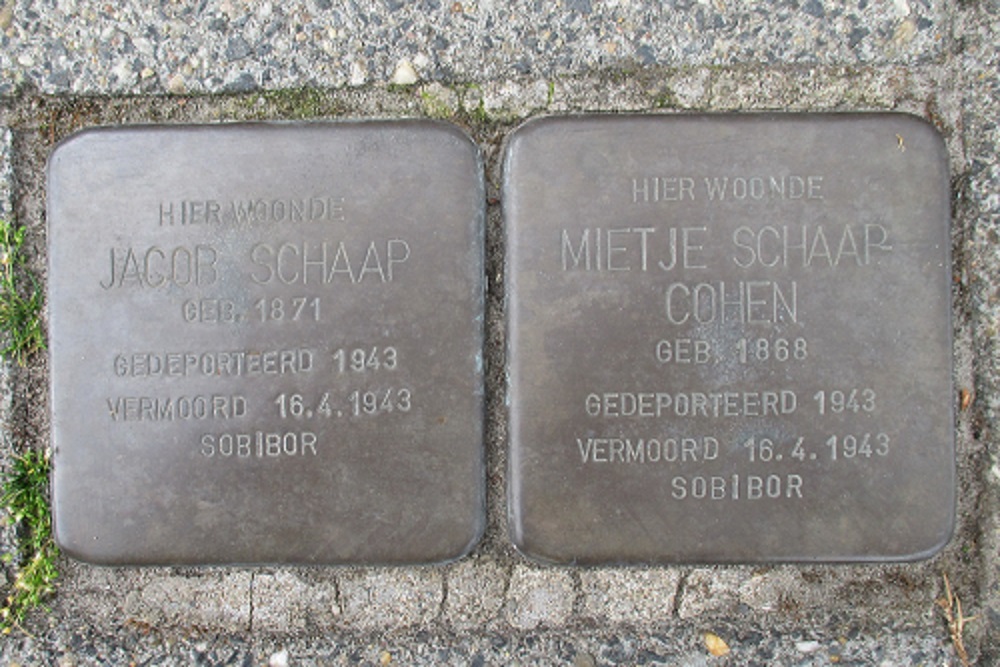 HIER WOONDE
JACOB SCHAAP
GEB. 1871
GEDEPORTEERD 1943
VERMOORD 16.4.1943
SOBIBOR
HIER WOONDE
MIETJE SCHAAP-
COHEN
GEB. 1868
GEDEPORTEERD 1943
VERMOORD 16.4.1943
SOBIBOR